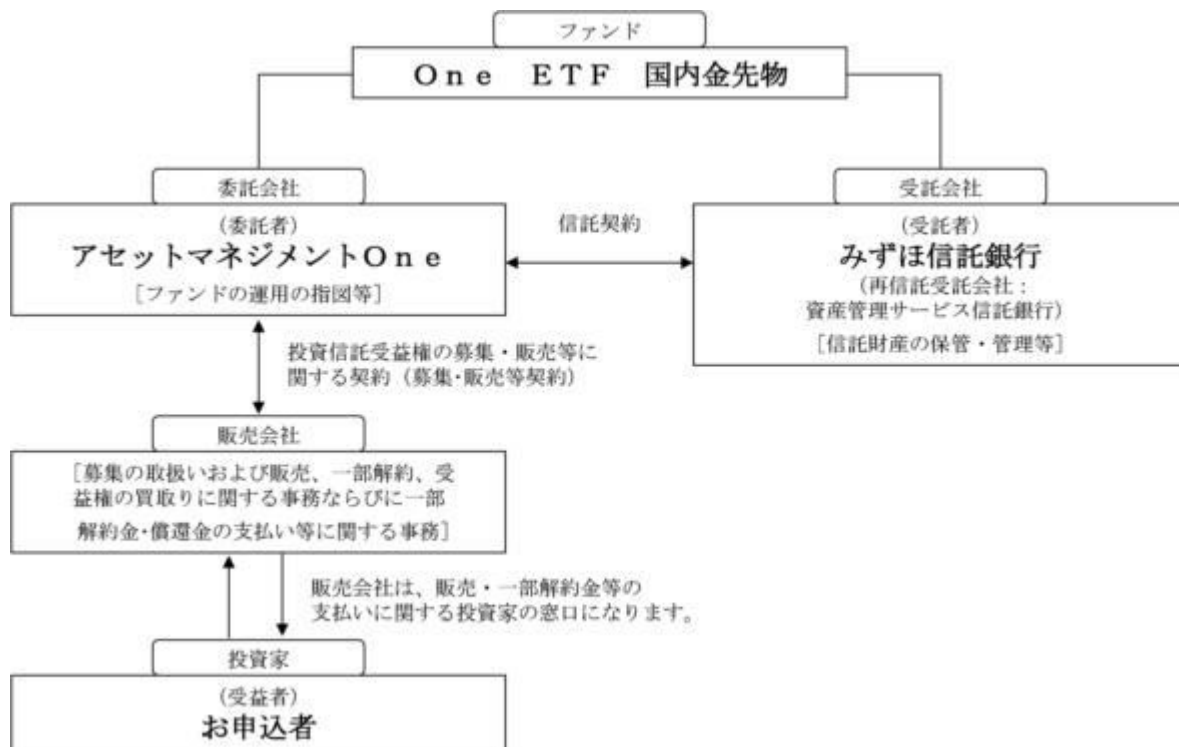 ファンド
One ETF 国内金先物
委託会社
(委託者)
アセットマネジメントOne
[ファンドの運用の指図等]
信託契約
受託会社
(受託者)
みずほ信託銀行
(再信託受託会社:
資産管理サービス信託銀行)
[信託財産の保管・管理等]
投資信託受益権の募集・販売等に
関する契約(募集・販売等契約)
販売会社
[募集の取扱いおよび販売、一部解約、受
益権の買取りに関する事務ならびに一部
解約金・償還金の支払い等に関する事務]
販売会社は、販売・一部解約金等の
支払いに関する投資家の窓口になります。
投資家
(受益者)
お申込者